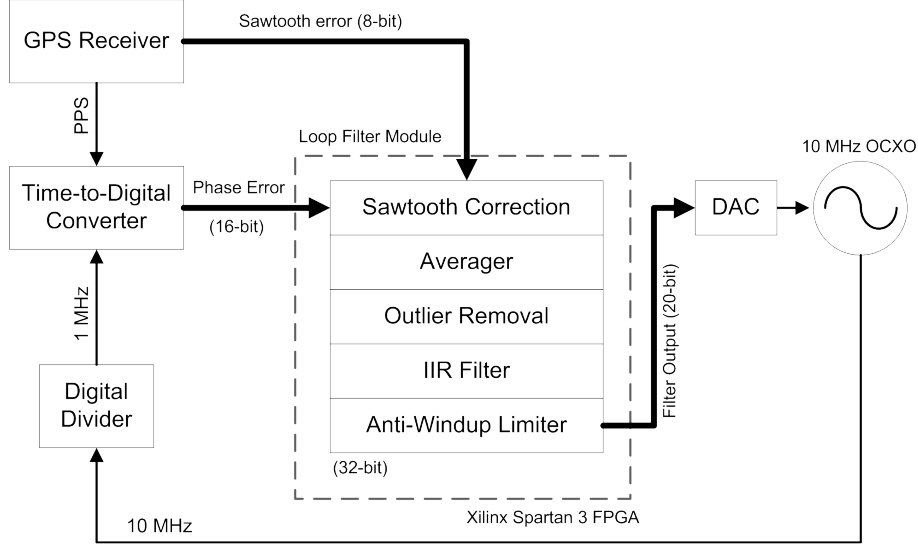 GPS Receiver
Sawtooth error (8-bit)
PPS
Loop Filter Module
10 MHz OCXO
Time-to-Digital
Converter
Phase Error
(16-bit)
Sawtooth Correction
DAC
Averager
Outlier Removal
IIR Filter
Anti-Windup Limiter
Filter Output (20-bit)
1 MHz
Digital
Divider
(32-bit)
Xilinx Spartan 3 FPGA
10 MHz